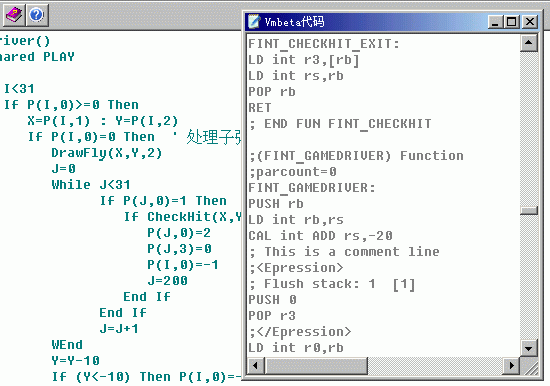 river()
hared PLAY
I<31
If P(I,0)>=0 Then
X=P(I,1) : Y=P(I,2)
If P(I,0)=0 Then ' 处理子
DrawFly(X,Y,2)
J=0
While J<31
If P(J,0)=1 Then
If CheckHit(X,Y
P(J,0)=2
P(J,3)=0
P(I,0)=-1
J=200
End If
End If
J=J+1
WEnd
Y=Y-10
If (Y<-10) Then P(I,0)=-
Vmbeta代码
FINT_CHECKHIT_EXIT:
LD int r3,[rb]
LD int rs,rb
POP rb
RET
; END FUN FINT_CHECKHIT
;(FINT_GAMEDRIVER) Function
;parcount=0
FINT_GAMEDRIVER:
PUSH rb
LD int rb,rs
CAL int ADD rs,-20
; This is a comment line
;<Epression>
; Flush stack: 1 [1]
PUSH 0
POP r3
;</Epression>
LD int r0,rb